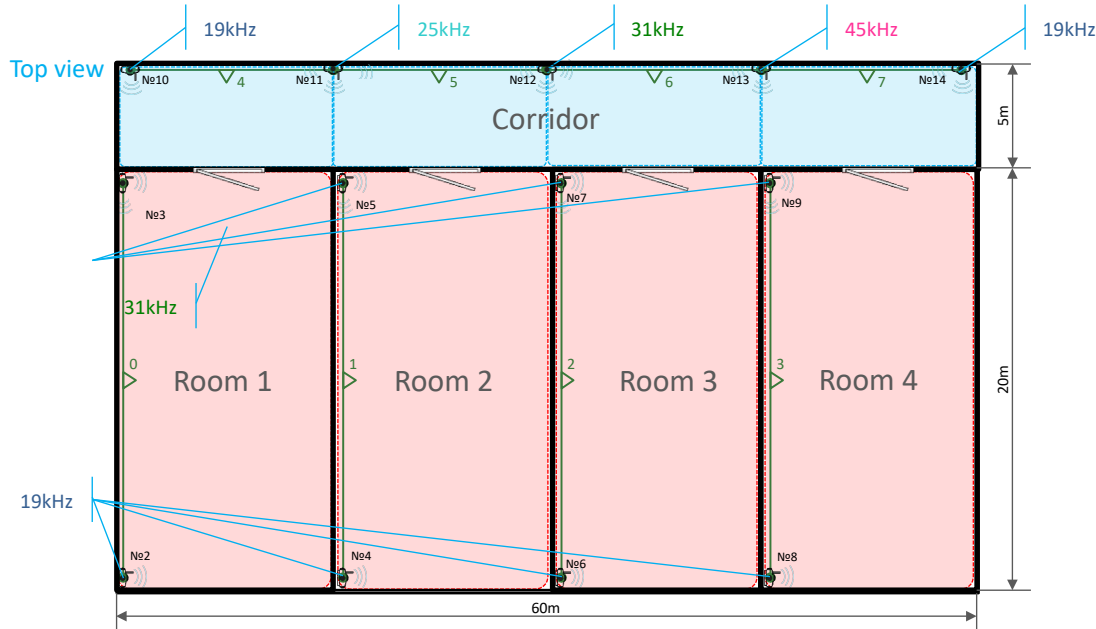 19kHz
25kHz
31kHz
45kHz
19kHz
Top view
№10
4
№11
5
№12
6
№13
7
№14
Corridor
5m
№3
№5
№7
№9
31kHz
0
1
2
3
Room 1
Room 2
Room 3
Room 4
20m
19kHz
№2
№4
№6
№8
60m